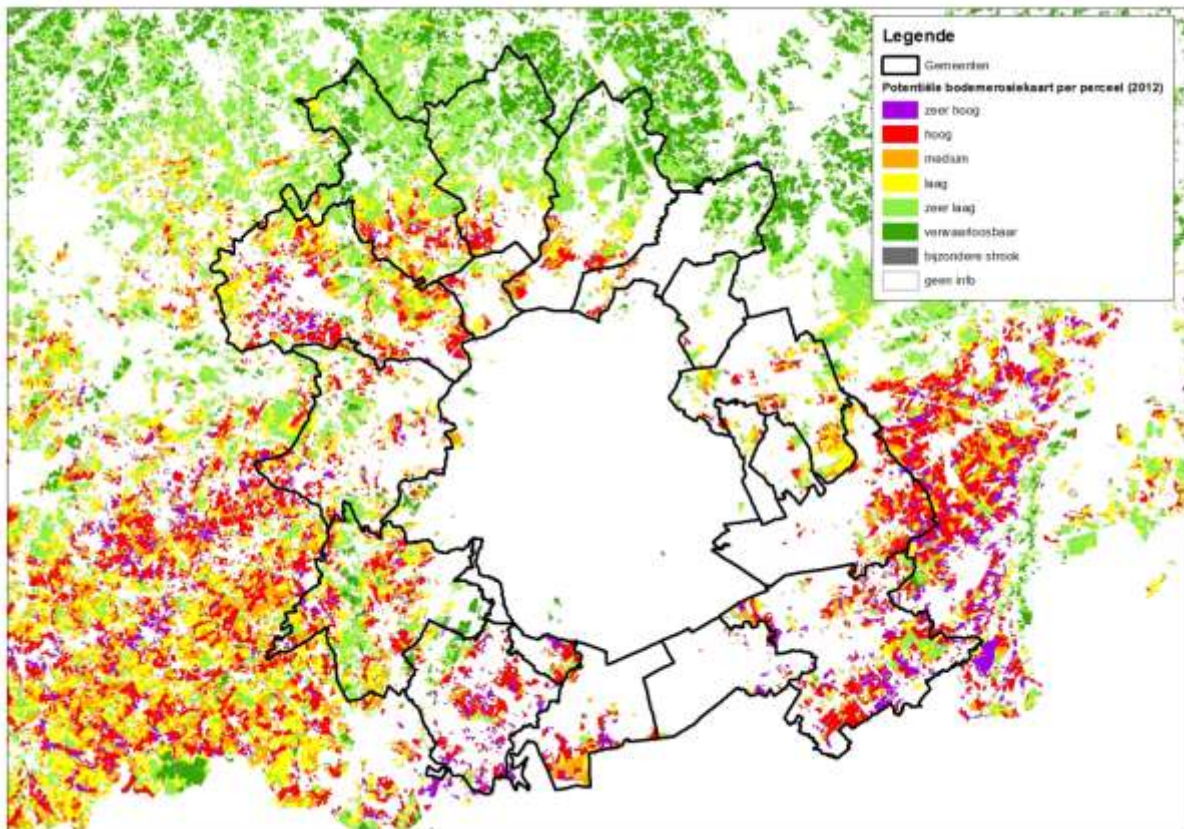 Legende
Gemeenten
Potentiële bodemerosiekaart per perceel (2012)
zeer hoog
hoog
medium
laag
zeer laag
verwaarloosbaar
bijzondere strook
geen info